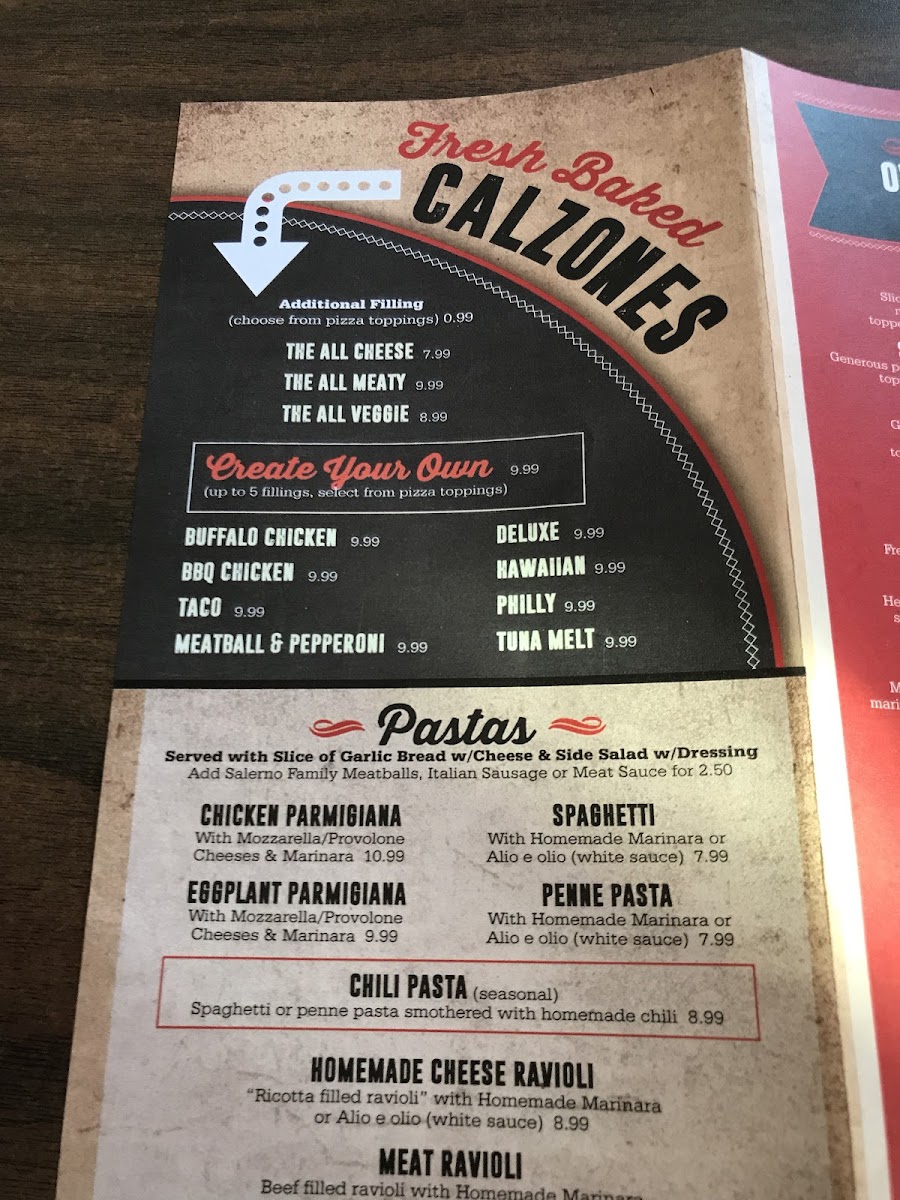 Fresh Baked
CALZONES
Additional Filling
(choose from pizza toppings) 0.99
THE ALL CHEESE 7.99
THE ALL MEATY 9.99
THE ALL VEGGIE 8.99
Create Your Own 9.99
(up to 5 fillings, select from pizza toppings)
BUFFALO CHICKEN 9.99
BBQ CHICKEN 9.99
TACO 9.99
MEATBALL & PEPPERONI 9.99
DELUXE 9.99
HAWAIIAN 9.99
PHILLY 9.99
TUNA MELT 9.99
Pastas
Served with Slice of Garlic Bread w/Cheese & Side Salad w/Dressing
Add Salerno Family Meatballs, Italian Sausage or Meat Sauce for 2.50
CHICKEN PARMIGIANA
With Mozzarella/Provolone
Cheeses & Marinara 10.99
SPAGHETTI
With Homemade Marinara or
Alio e olio (white sauce) 7.99
EGGPLANT PARMIGIANA
With Mozzarella/Provolone
Cheeses & Marinara 9.99
PENNE PASTA
With Homemade Marinara or
Alio e olio (white sauce) 7.99
CHILI PASTA (seasonal)
Spaghetti or penne pasta smothered with homemade chili 8.99
HOMEMADE CHEESE RAVIOLI
"Ricotta filled ravioli" with Homemade Marinara
or Alio e olio (white sauce) 8.99
MEAT RAVIOLI
Beef filled ravioli with Homemade Marinara
Generous